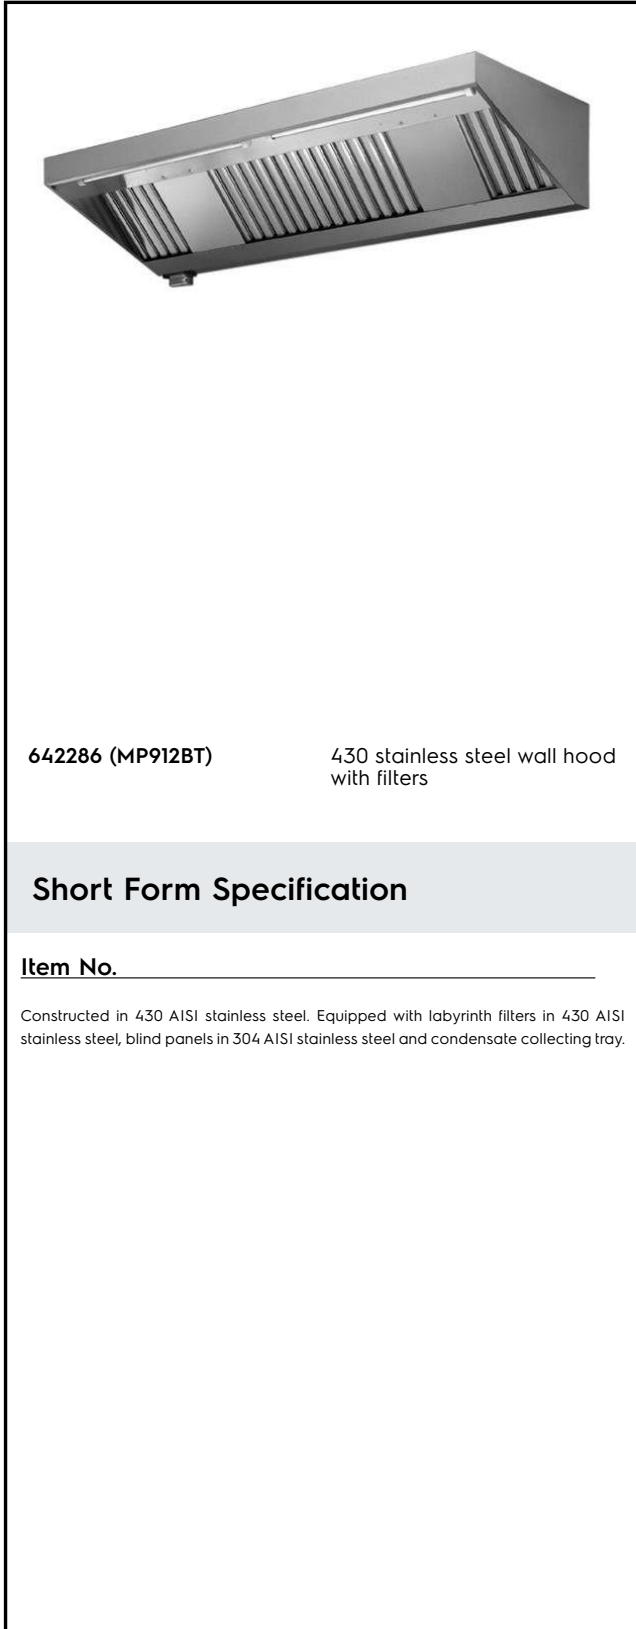 642286 (MP912BT)
430 stainless steel wall hood
with filters
Short Form Specification
Item No.
Constructed in 430 AISI stainless steel. Equipped with labyrinth filters in 430 AISI
stainless steel, blind panels in 304 AISI stainless steel and condensate collecting tray.